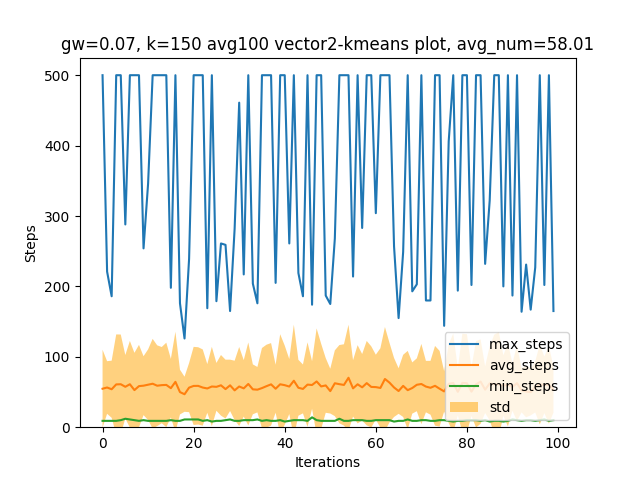 gw=0.07, k=150 avg100 vector2-kmeans plot, avg_num=58.01
500
400
300
200
100
0
Steps
max_steps
avg_steps
min_steps
std
0
20
40
60
80
100
Iterations